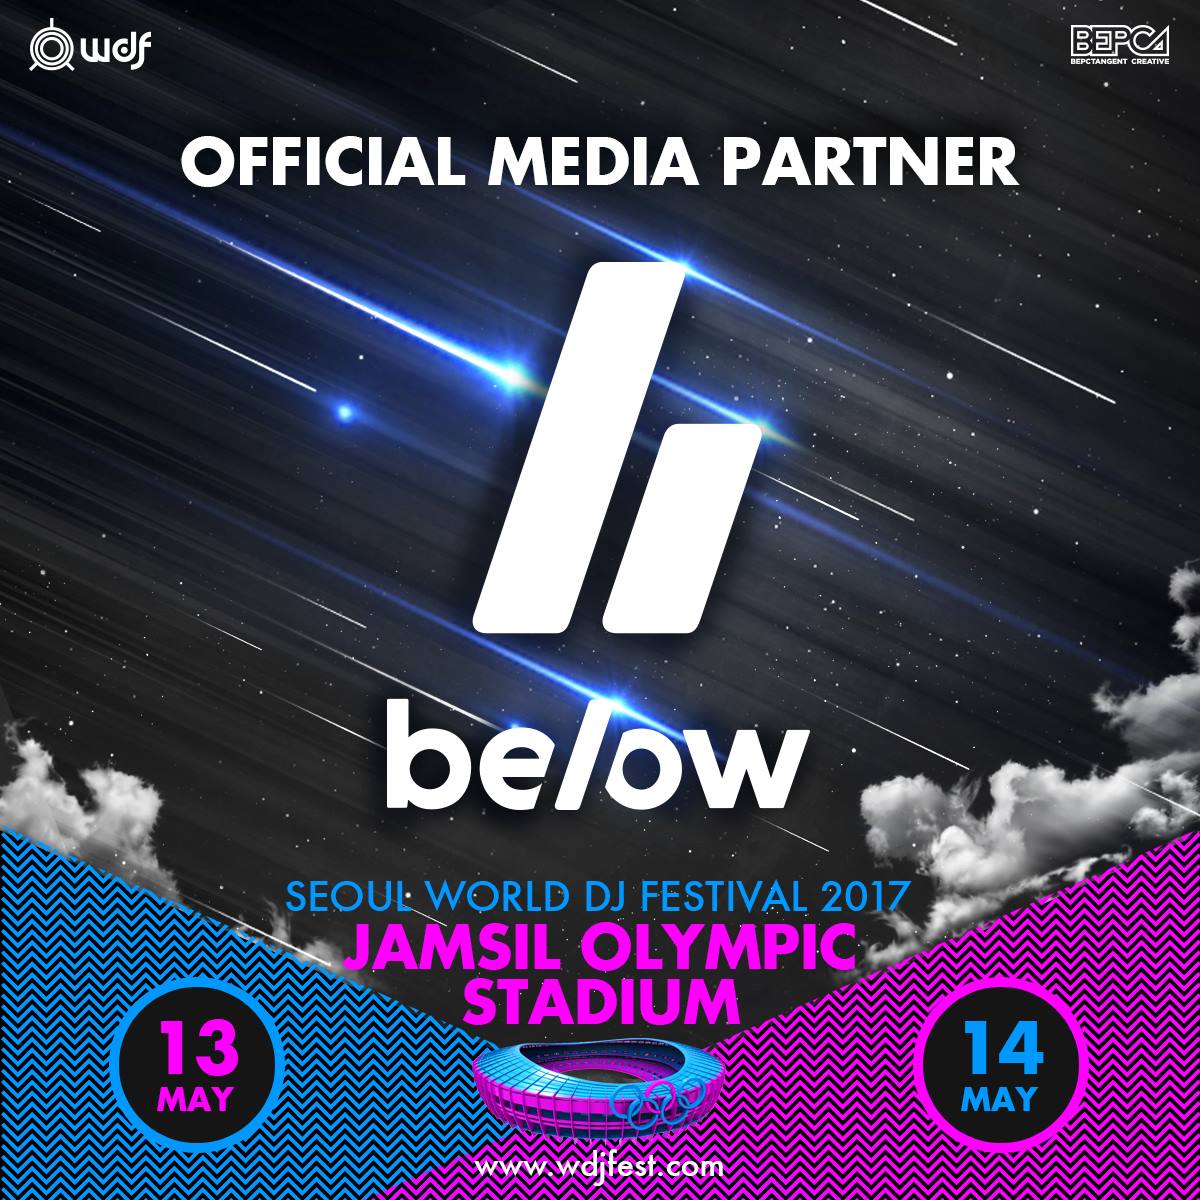 wdf
BEPCA
BEPCTANGENT CREATIVE
OFFICIAL MEDIA PARTNER
below
SEOUL WORLD DJ FESTIVAL 2017
JAMSIL OLYMPIC
STADIUM
13
MAY
14
MAY
www.wdjfest.com